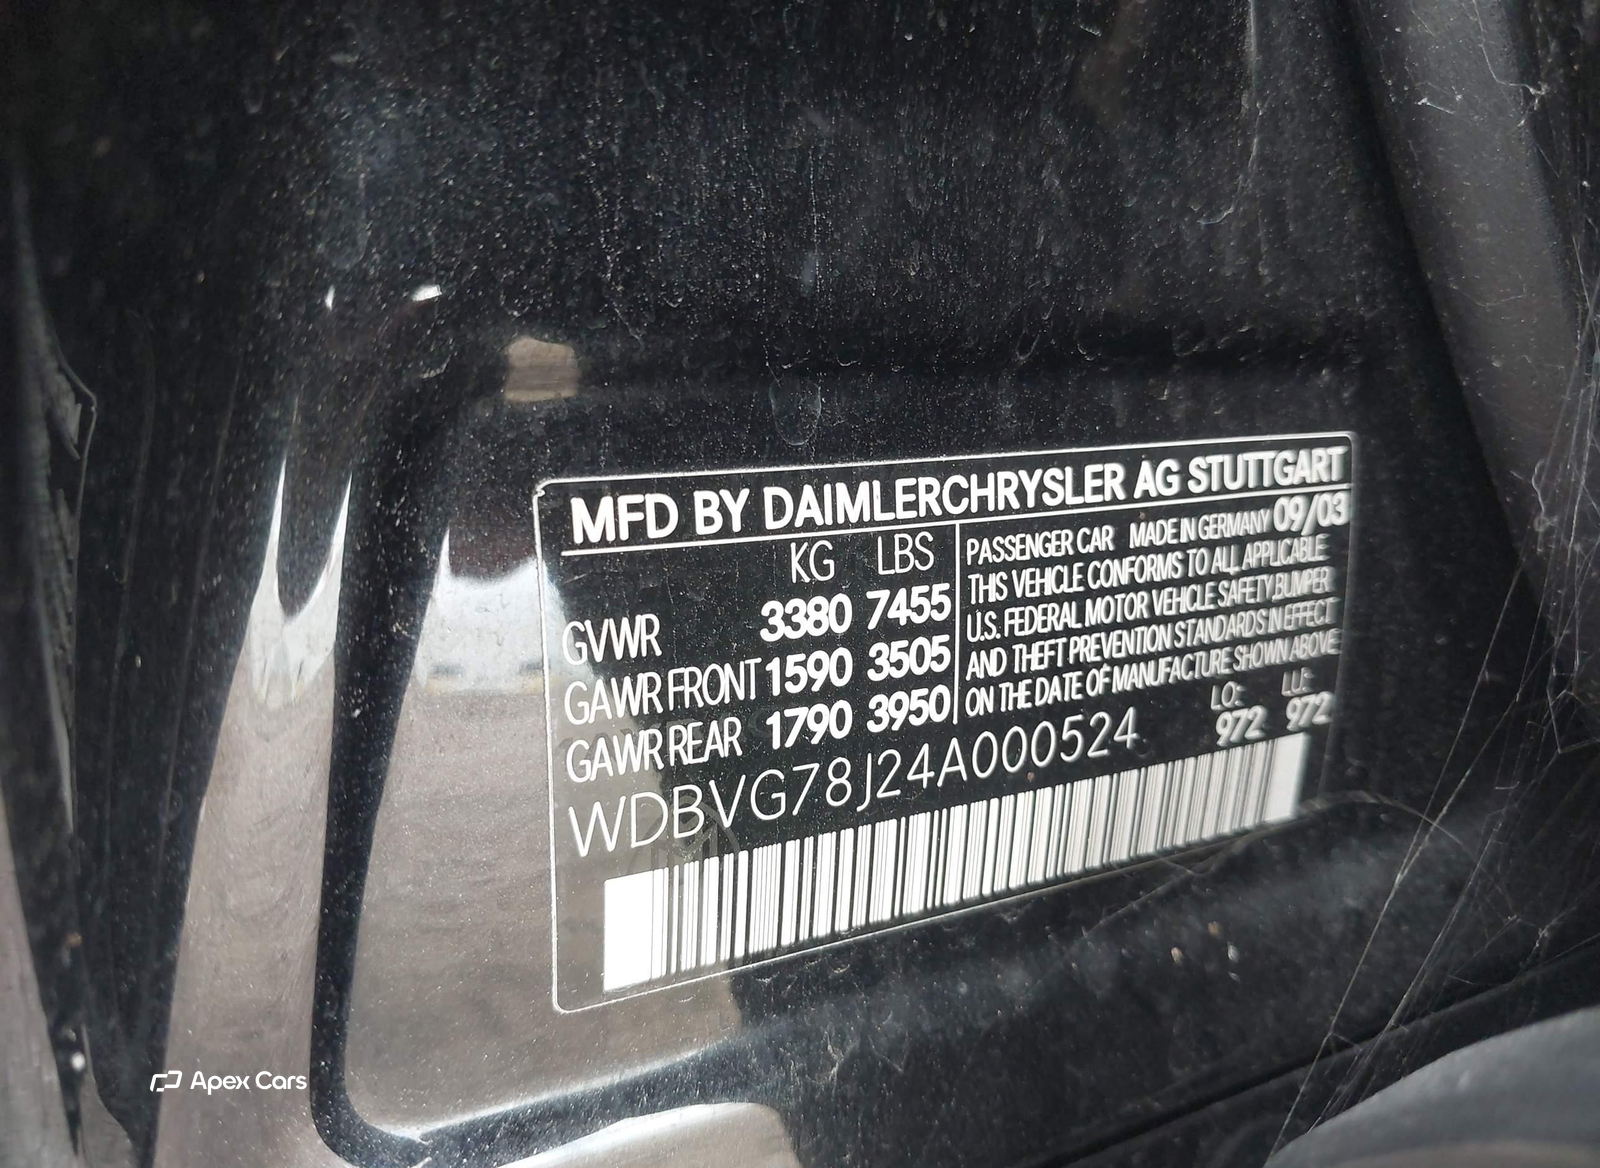 MFD BY DAIMLERCHRYSLER AG STUTTGART
KG LBS
GVWR 3380 7455
GAWR FRONT 1590 3505
GAWR REAR 1790 3950
PASSENGER CAR MADE IN GERMANY 09/03
THIS VEHICLE CONFORMS TO ALL APPLICABLE
U.S. FEDERAL MOTOR VEHICLE SAFETY,BUMPER
AND THEFT PREVENTION STANDARDS IN EFFECT
ON THE DATE OF MANUFACTURE SHOWN ABOVE
LO: LU:
972 972
WDBVG78J24A000524
Apex Cars